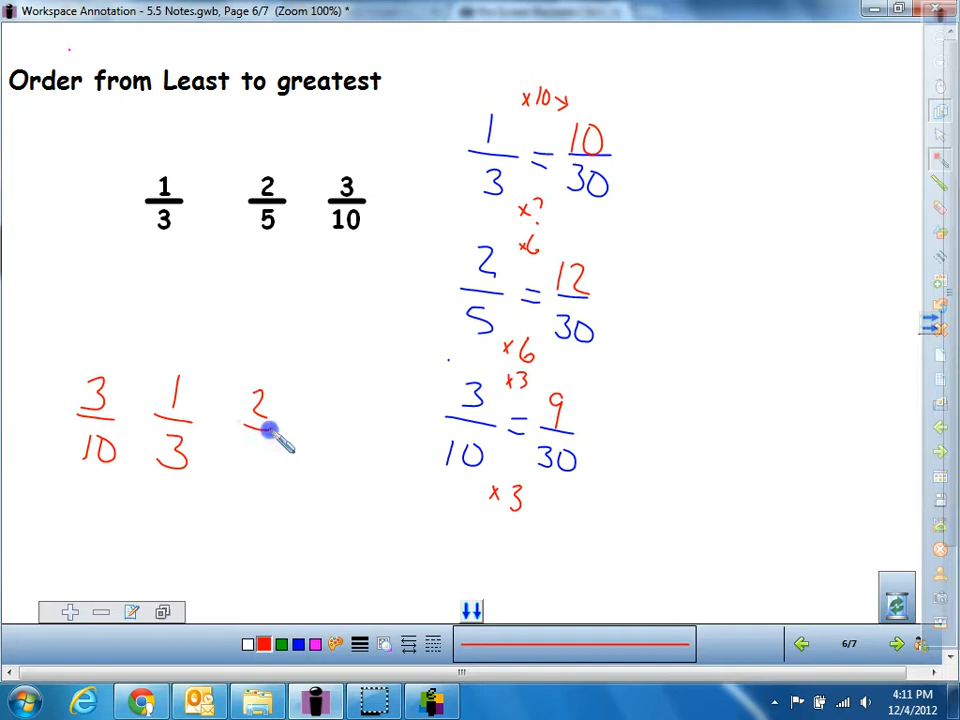 Workspace Annotation - 5.5 Notes.gwb, Page 6/7 (Zoom 100%) *
Order from Least to greatest
1/3 2/5 3/10
×10
1/3 = 10/30
×?
×6
2/5 = 12/30
×6
×3
3/10 = 9/30
×3
3/10 1/3 2
6/7
4:11 PM
12/4/2012